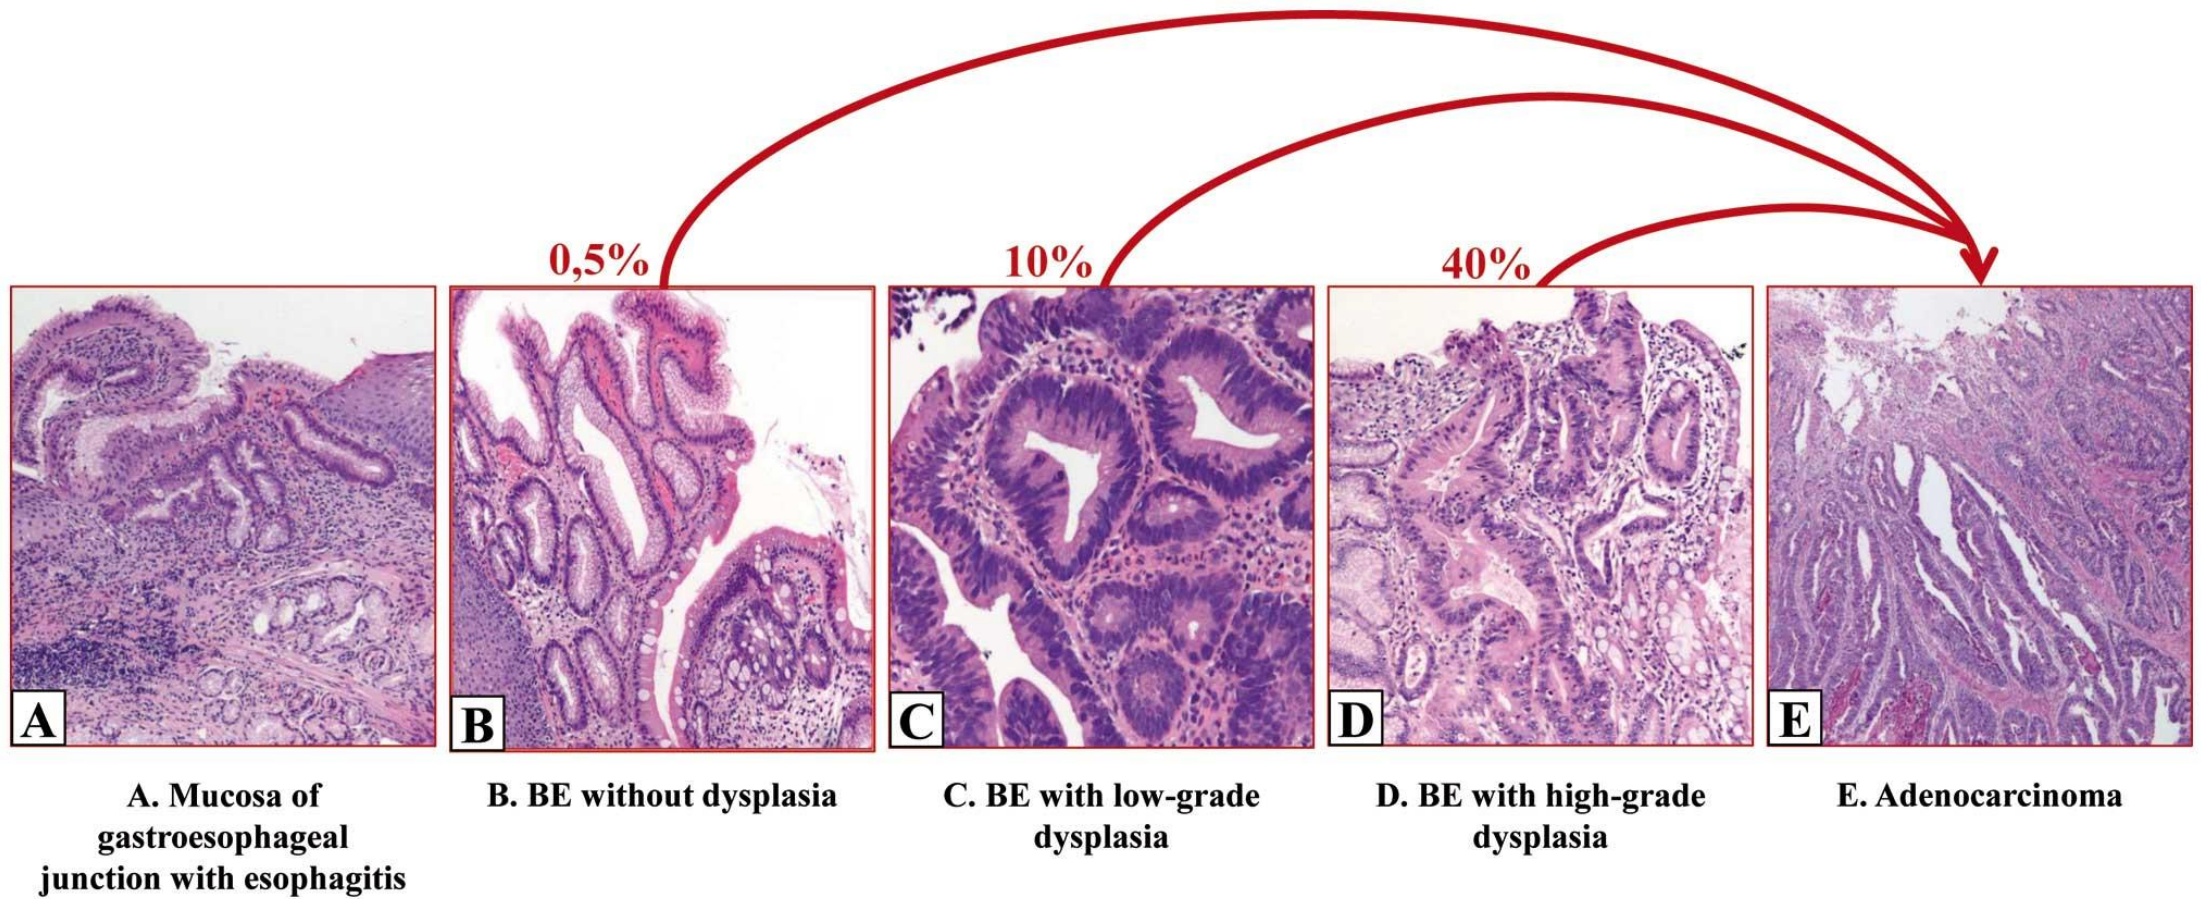 0,5%
10%
40%
A
B
C
D
E
A. Mucosa of
gastroesophageal
junction with esophagitis
B. BE without dysplasia
C. BE with low-grade
dysplasia
D. BE with high-grade
dysplasia
E. Adenocarcinoma